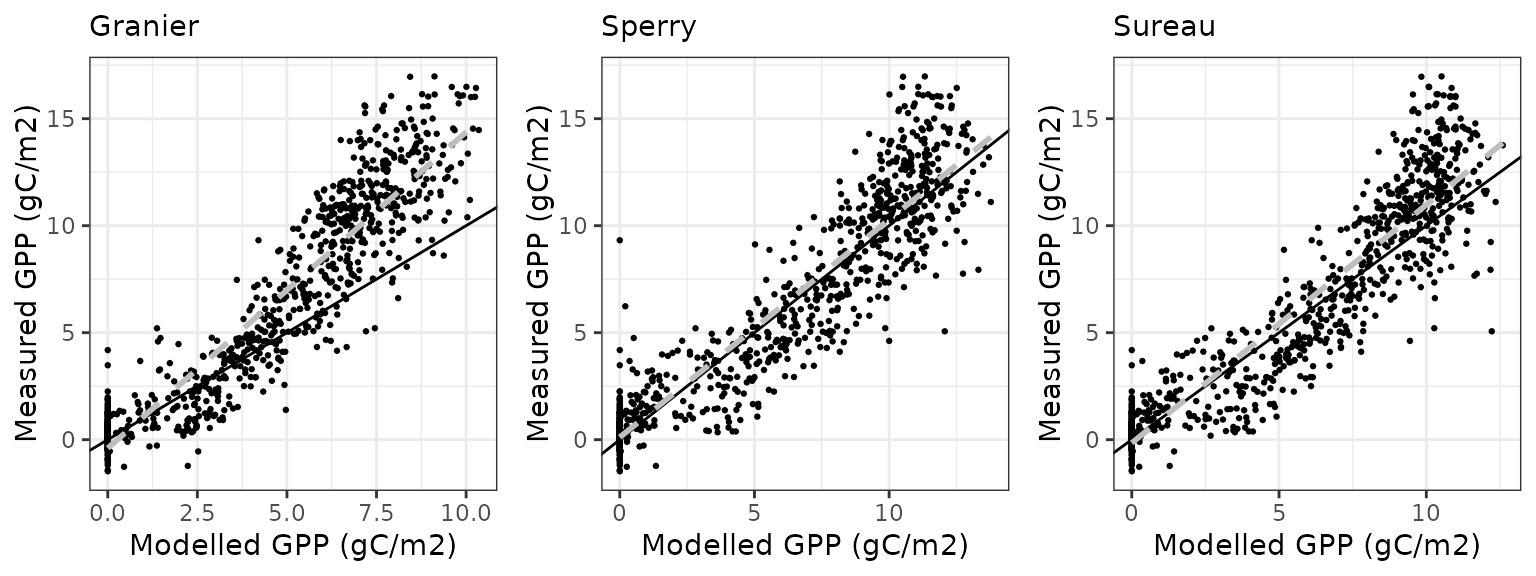 Granier
Measured GPP (gC/m2)
15
10
5
0
0.0 2.5 5.0 7.5 10.0
Modelled GPP (gC/m2)
Sperry
Measured GPP (gC/m2)
15
10
5
0
0 5 10
Modelled GPP (gC/m2)
Sureau
Measured GPP (gC/m2)
15
10
5
0
0 5 10
Modelled GPP (gC/m2)